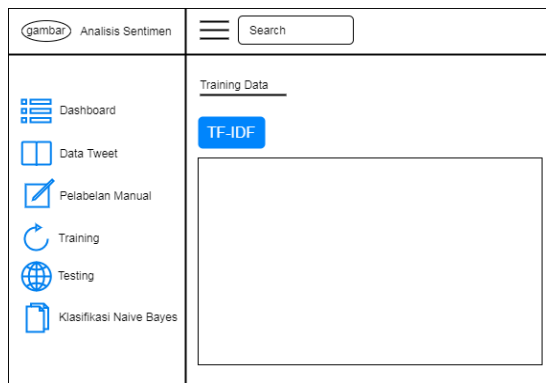 gambar
Analisis Sentimen
Search
Dashboard
Data Tweet
Pelabelan Manual
Training
Testing
Klasifikasi Naive Bayes
Training Data
TF-IDF